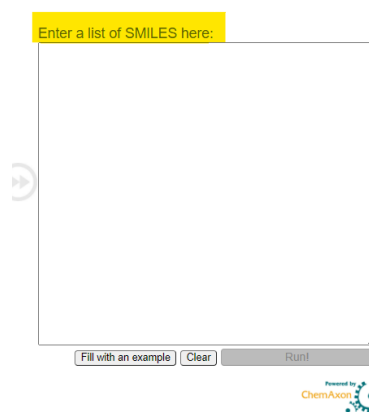 Enter a list of SMILES here:
Fill with an example Clear Run!
Powered by
ChemAxon